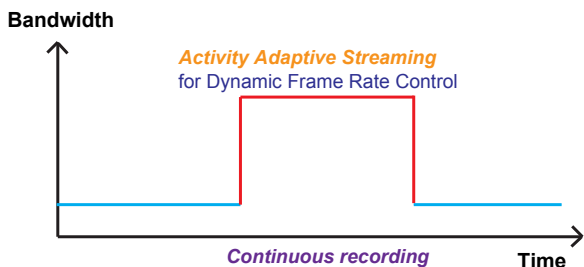 Bandwidth
Activity Adaptive Streaming
for Dynamic Frame Rate Control
Continuous recording
Time